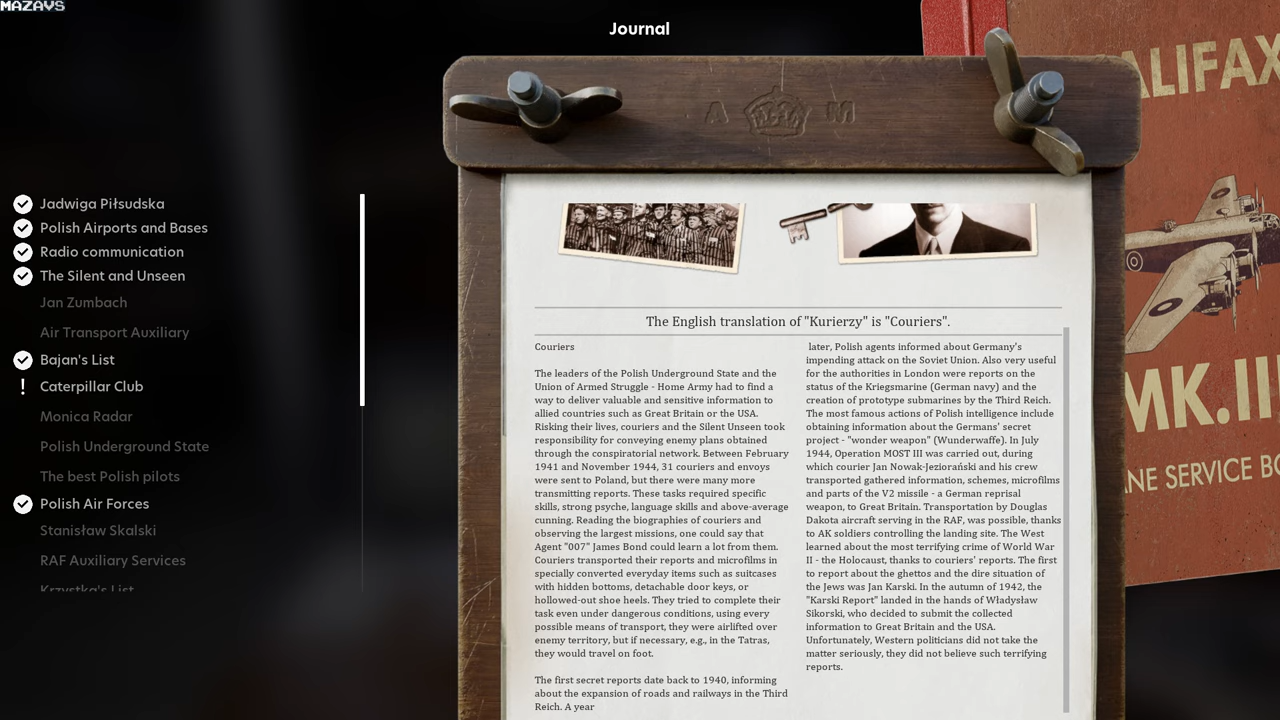 MAZAVS
Journal
A M
ALIFAX
MK.II
NE SERVICE BO
Jadwiga Piłsudska
Polish Airports and Bases
Radio communication
The Silent and Unseen
Jan Zumbach
Air Transport Auxiliary
Bajan's List
! Caterpillar Club
Monica Radar
Polish Underground State
The best Polish pilots
Polish Air Forces
Stanisław Skalski
RAF Auxiliary Services
Krzystka's List
The English translation of "Kurierzy" is "Couriers".
Couriers
The leaders of the Polish Underground State and the
Union of Armed Struggle - Home Army had to find a
way to deliver valuable and sensitive information to
allied countries such as Great Britain or the USA.
Risking their lives, couriers and the Silent Unseen took
responsibility for conveying enemy plans obtained
through the conspiratorial network. Between February
1941 and November 1944, 31 couriers and envoys
were sent to Poland, but there were many more
transmitting reports. These tasks required specific
skills, strong psyche, language skills and above-average
cunning. Reading the biographies of couriers and
observing the largest missions, one could say that
Agent "007" James Bond could learn a lot from them.
Couriers transported their reports and microfilms in
specially converted everyday items such as suitcases
with hidden bottoms, detachable door keys, or
hollowed-out shoe heels. They tried to complete their
task even under dangerous conditions, using every
possible means of transport, they were airlifted over
enemy territory, but if necessary, e.g., in the Tatras,
they would travel on foot.
The first secret reports date back to 1940, informing
about the expansion of roads and railways in the Third
Reich. A year
later, Polish agents informed about Germany's
impending attack on the Soviet Union. Also very useful
for the authorities in London were reports on the
status of the Kriegsmarine (German navy) and the
creation of prototype submarines by the Third Reich.
The most famous actions of Polish intelligence include
obtaining information about the Germans' secret
project - "wonder weapon" (Wunderwaffe). In July
1944, Operation MOST III was carried out, during
which courier Jan Nowak-Jeziorański and his crew
transported gathered information, schemes, microfilms
and parts of the V2 missile - a German reprisal
weapon, to Great Britain. Transportation by Douglas
Dakota aircraft serving in the RAF, was possible, thanks
to AK soldiers controlling the landing site. The West
learned about the most terrifying crime of World War
II - the Holocaust, thanks to couriers' reports. The first
to report about the ghettos and the dire situation of
the Jews was Jan Karski. In the autumn of 1942, the
"Karski Report" landed in the hands of Władysław
Sikorski, who decided to submit the collected
information to Great Britain and the USA.
Unfortunately, Western politicians did not take the
matter seriously, they did not believe such terrifying
reports.